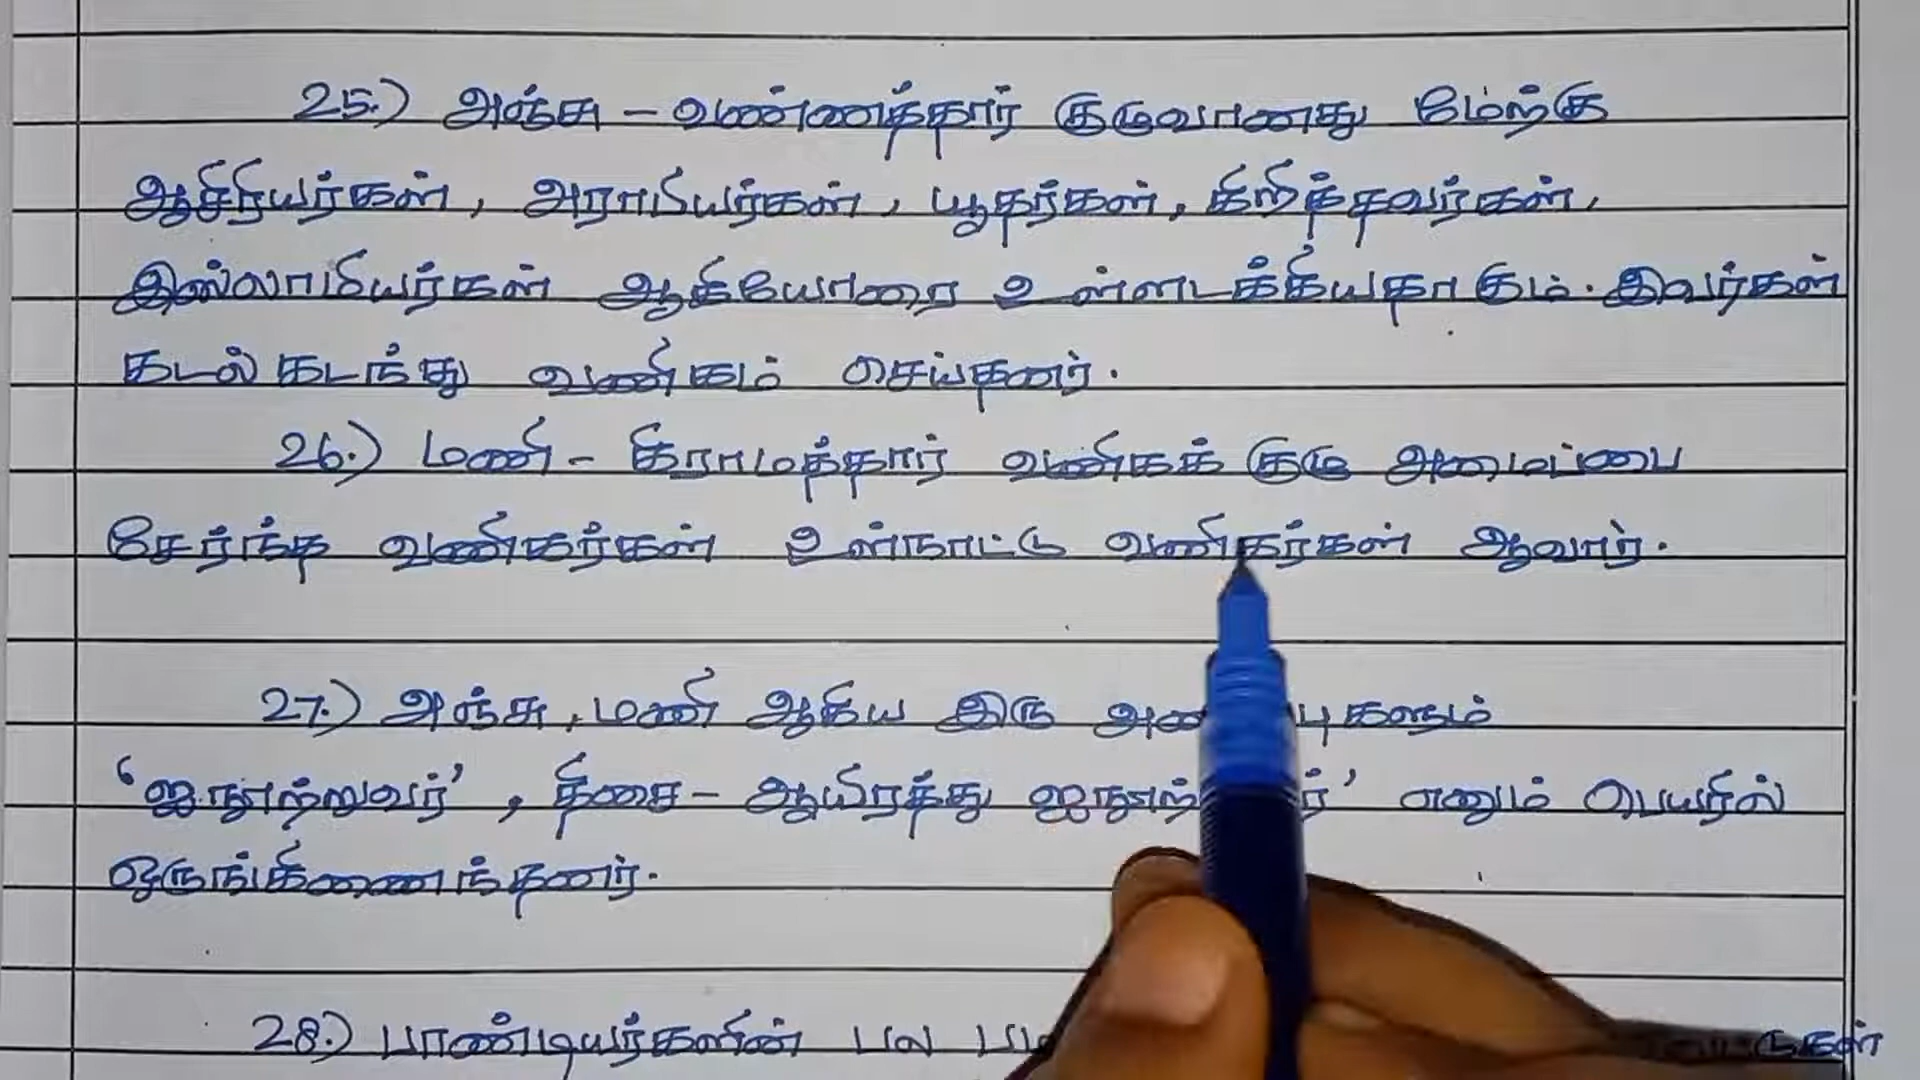 25.) அஞ்சு - வண்ணத்தார் குழுவானது மேற்கு
ஆசிரியர்கள், அராமியர்கள், யூதர்கள், கிறித்தவர்கள்,
இஸ்லாமியர்கள் ஆகியோரை உள்ளடக்கியதாகும். இவர்கள்
கடல் கடந்து வணிகம் செய்தனர்.
26.) மணி - கிராமத்தார் வணிகக் குழு அமைப்பை
சேர்ந்த வணிகர்கள் உள்நாட்டு வணிகர்கள் ஆவார்.
27.) அஞ்சு, மணி ஆகிய இரு
'ஐநூற்றுவர்', திசை - ஆயிரத்து எனும் பெயரில்
ஒருங்கிணைந்தனர்.
28.) பாண்டியர்களின் பல